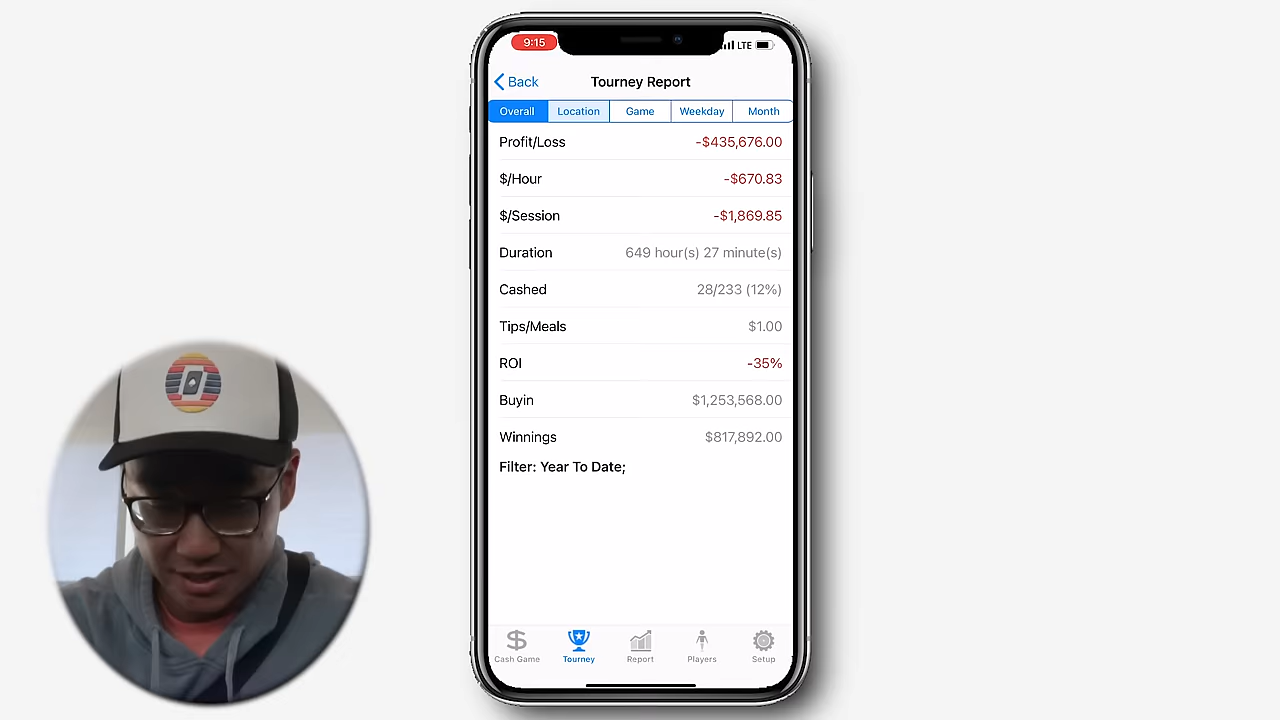 9:15
LTE
Back
Tourney Report
Overall Location Game Weekday Month
Profit/Loss -$435,676.00
$/Hour -$670.83
$/Session -$1,869.85
Duration 649 hour(s) 27 minute(s)
Cashed 28/233 (12%)
Tips/Meals $1.00
ROI -35%
Buyin $1,253,568.00
Winnings $817,892.00
Filter: Year To Date;
Cash Game Tourney Report Players Setup